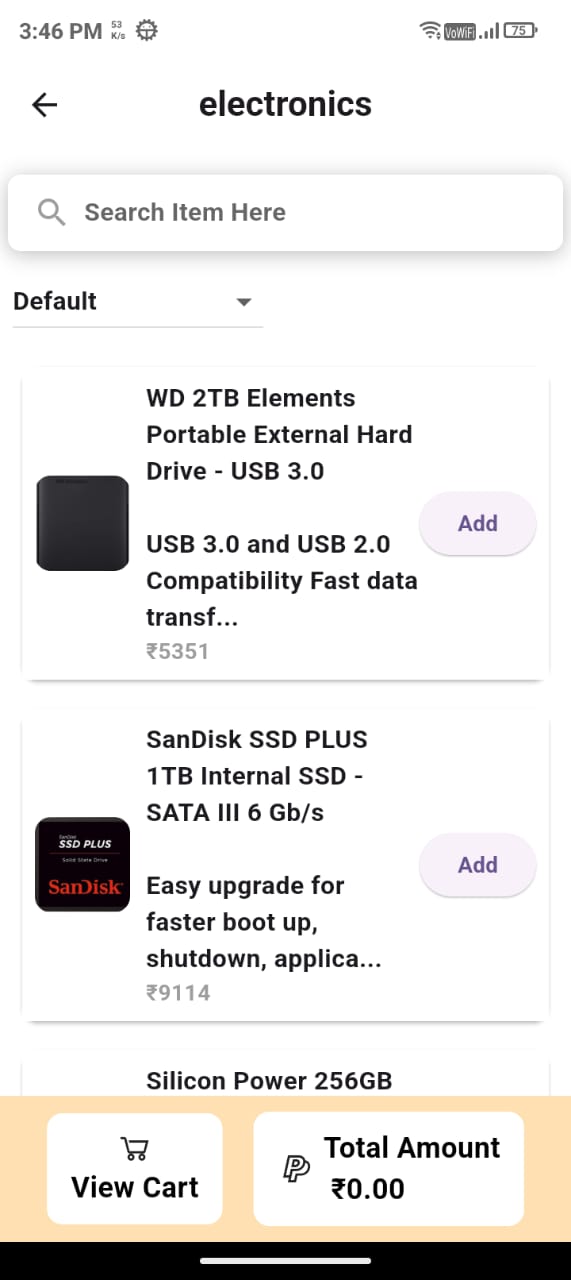 3:46 PM 53 K/s VoWiFi 75
electronics
Search Item Here
Default
WD 2TB Elements
Portable External Hard
Drive - USB 3.0
USB 3.0 and USB 2.0
Compatibility Fast data
transf...
₹5351
Add
SanDisk SSD PLUS
1TB Internal SSD -
SATA III 6 Gb/s
Easy upgrade for
faster boot up,
shutdown, applica...
₹9114
SanDisk
SSD PLUS
Solid State Drive
SanDisk
Add
Silicon Power 256GB
View Cart
Total Amount
₹0.00